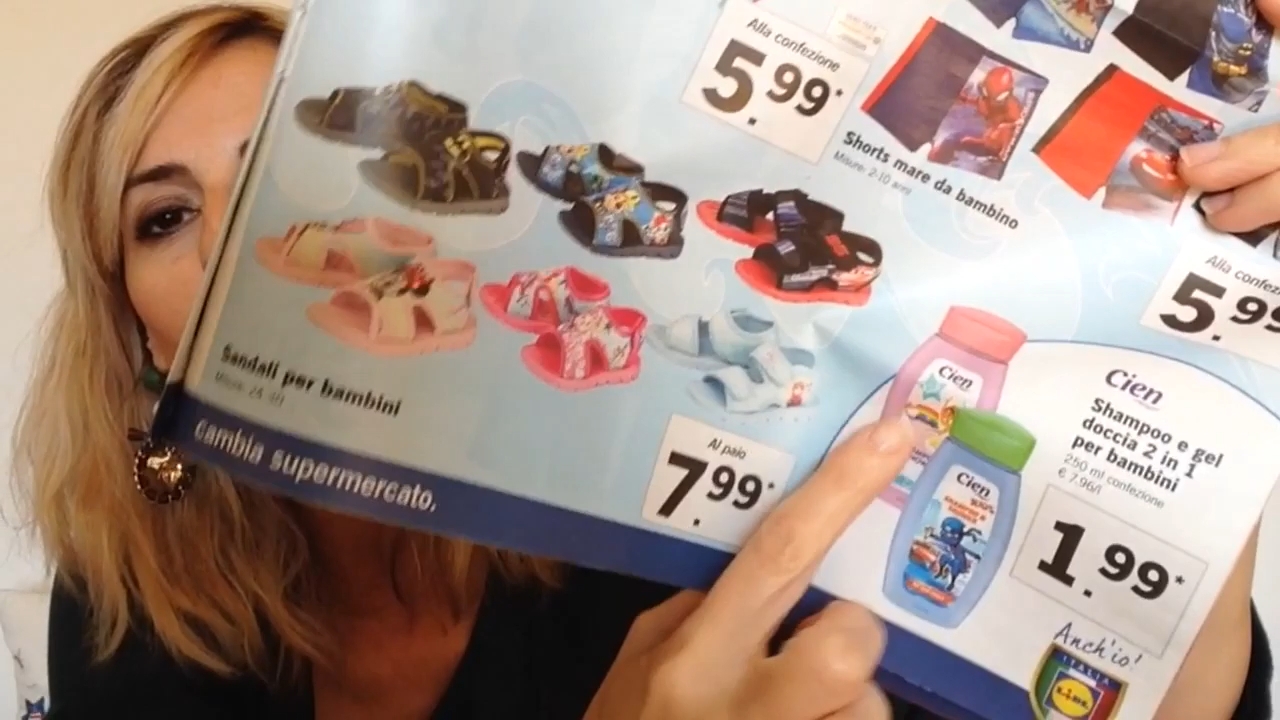 Alla confezione
5.99*
Shorts mare da bambino
Misure: 2-10 anni
Alla confez
5.99
Sandali per bambini
cambia supermercato,
Al paio
7.99*
Cien
Cien
Cien
Shampoo e gel
doccia 2 in 1
per bambini
250 ml confezione
€ 7,96/l
1.99*
Anch'io!
ITALIA
LIDL